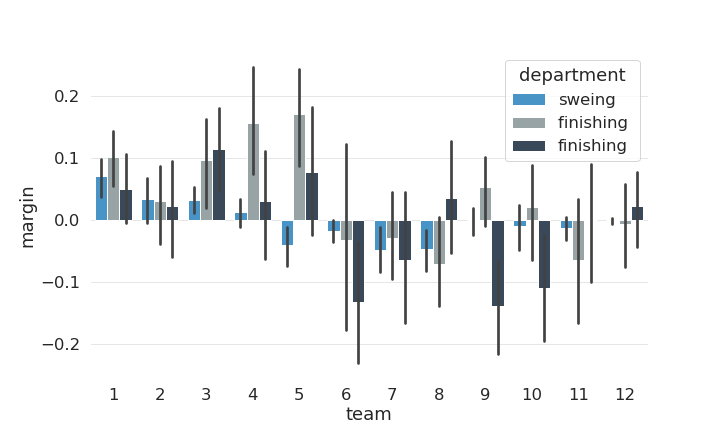 department
sweing
finishing
finishing
0.2
0.1
0.0
−0.1
−0.2
margin
1 2 3 4 5 6 7 8 9 10 11 12
team